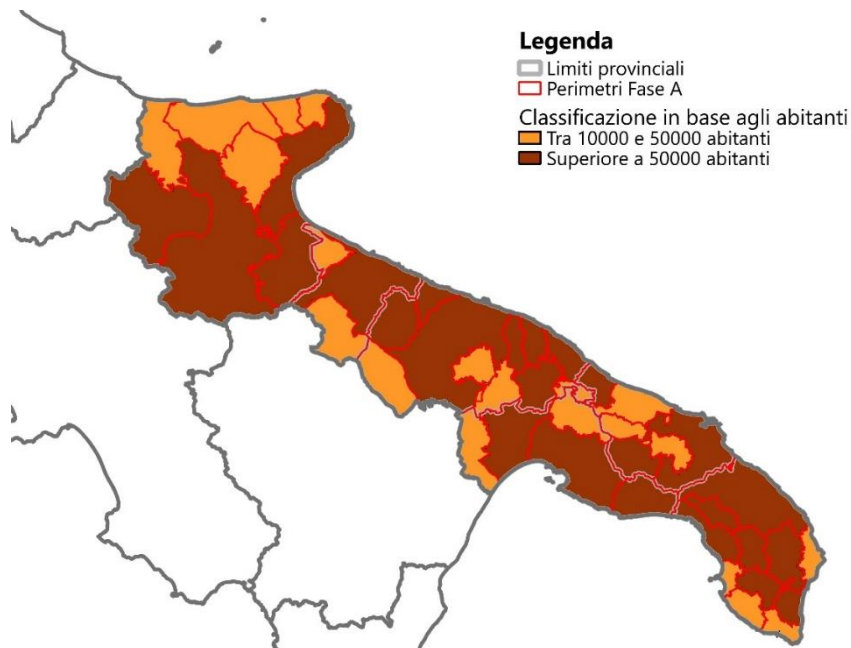 Legenda
Limiti provinciali
Perimetri Fase A
Classificazione in base agli abitanti
Tra 10000 e 50000 abitanti
Superiore a 50000 abitanti